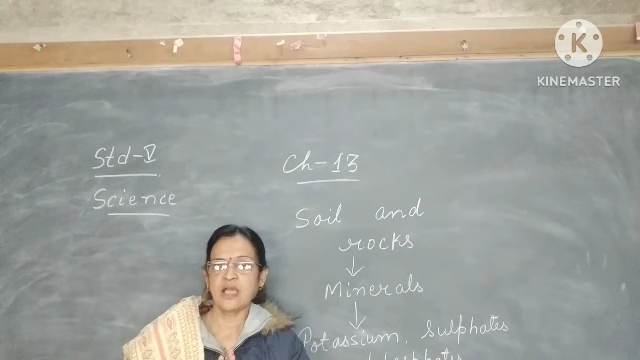 KINEMASTER
Std-V
Ch-13
Science
Soil and
rocks
Minerals
Potassium, Sulphates